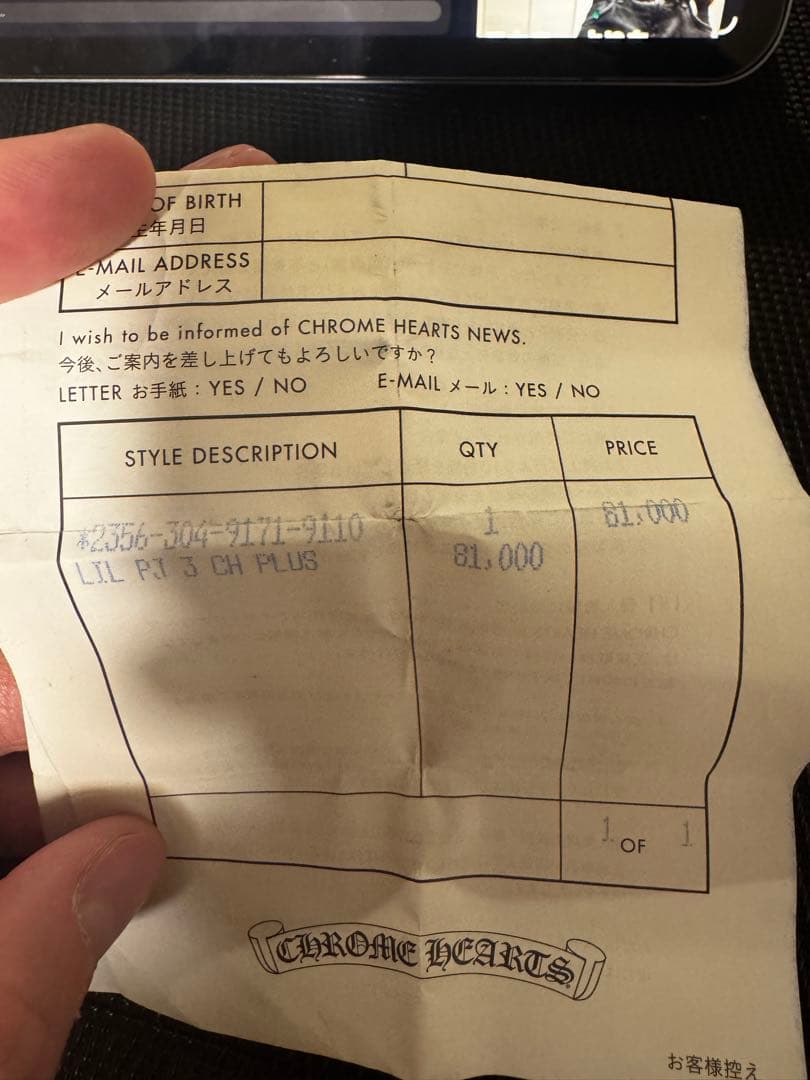 OF BIRTH
年月日
E-MAIL ADDRESS
メールアドレス
I wish to be informed of CHROME HEARTS NEWS.
今後、ご案内を差し上げてもよろしいですか？
LETTER お手紙：YES / NO E-MAIL メール：YES / NO
STYLE DESCRIPTION QTY PRICE
*2356-304-9171-9110 1 81,000
LIL PJ 3 CH PLUS 81,000
1 OF 1
CHROME HEARTS
お客様控え